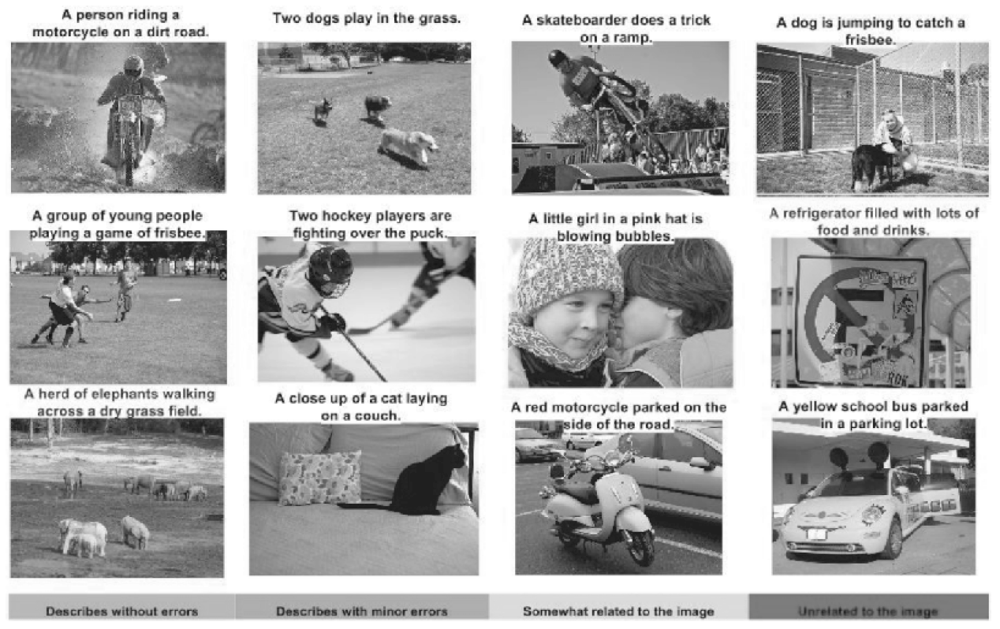 A person riding a
motorcycle on a dirt road.
Two dogs play in the grass.
A skateboarder does a trick
on a ramp.
A dog is jumping to catch a
frisbee.
A group of young people
playing a game of frisbee.
Two hockey players are
fighting over the puck.
A little girl in a pink hat is
blowing bubbles.
A refrigerator filled with lots of
food and drinks.
A herd of elephants walking
across a dry grass field.
A close up of a cat laying
on a couch.
A red motorcycle parked on the
side of the road.
A yellow school bus parked
in a parking lot.
Describes without errors
Describes with minor errors
Somewhat related to the image
Unrelated to the image